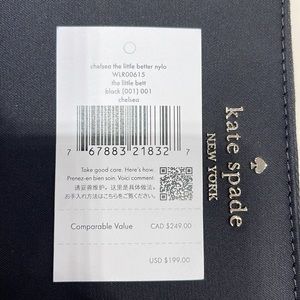 chelsea the little better nylo
WLR00615
the little bett
black (001) 001
chelsea
7 67883 21832 7
Take good care. Here's how.
Prenez-en bien soin. Voici comment.
Comparable Value
CAD $249.00
USD $199.00
kate spade
NEW YORK